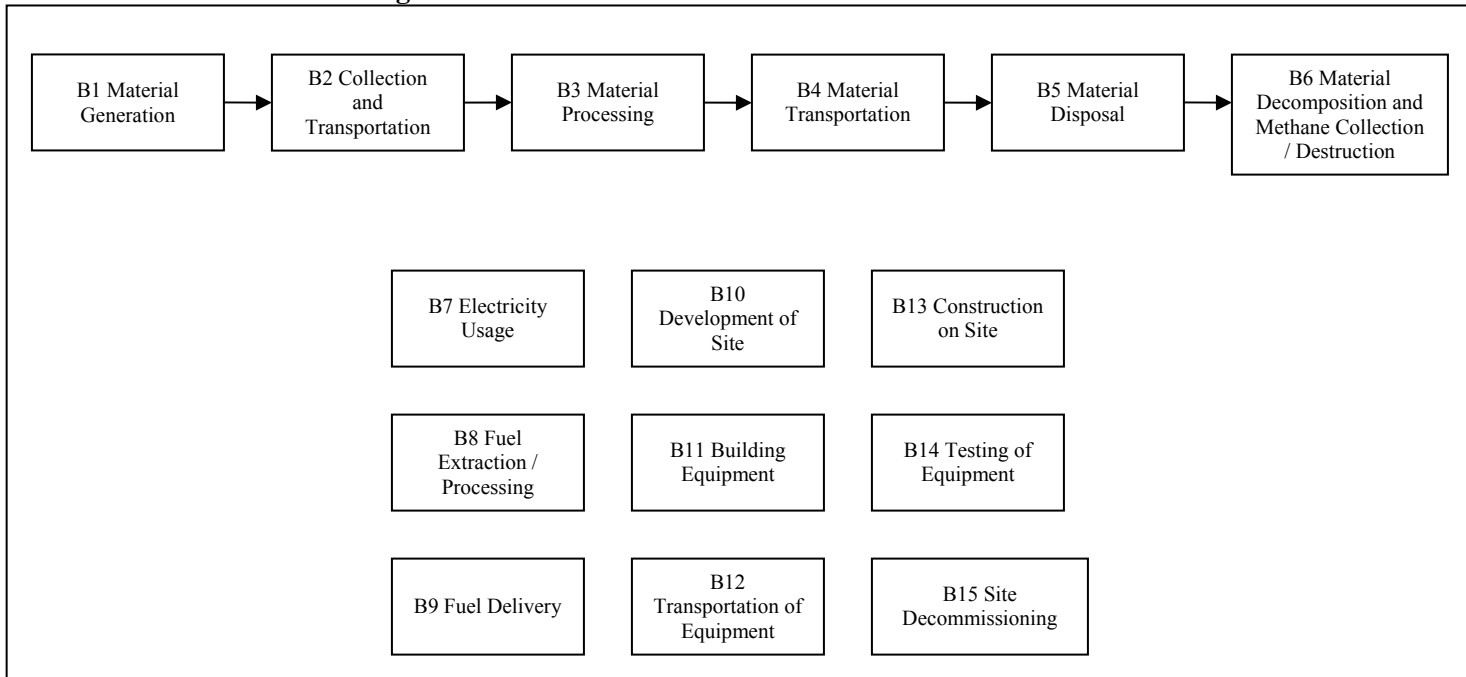 B1 Material
Generation
B2 Collection
and
Transportation
B3 Material
Processing
B4 Material
Transportation
B5 Material
Disposal
B6 Material
Decomposition and
Methane Collection
/ Destruction
B7 Electricity
Usage
B10
Development of
Site
B13 Construction
on Site
B8 Fuel
Extraction /
Processing
B11 Building
Equipment
B14 Testing of
Equipment
B9 Fuel Delivery
B12
Transportation of
Equipment
B15 Site
Decommissioning